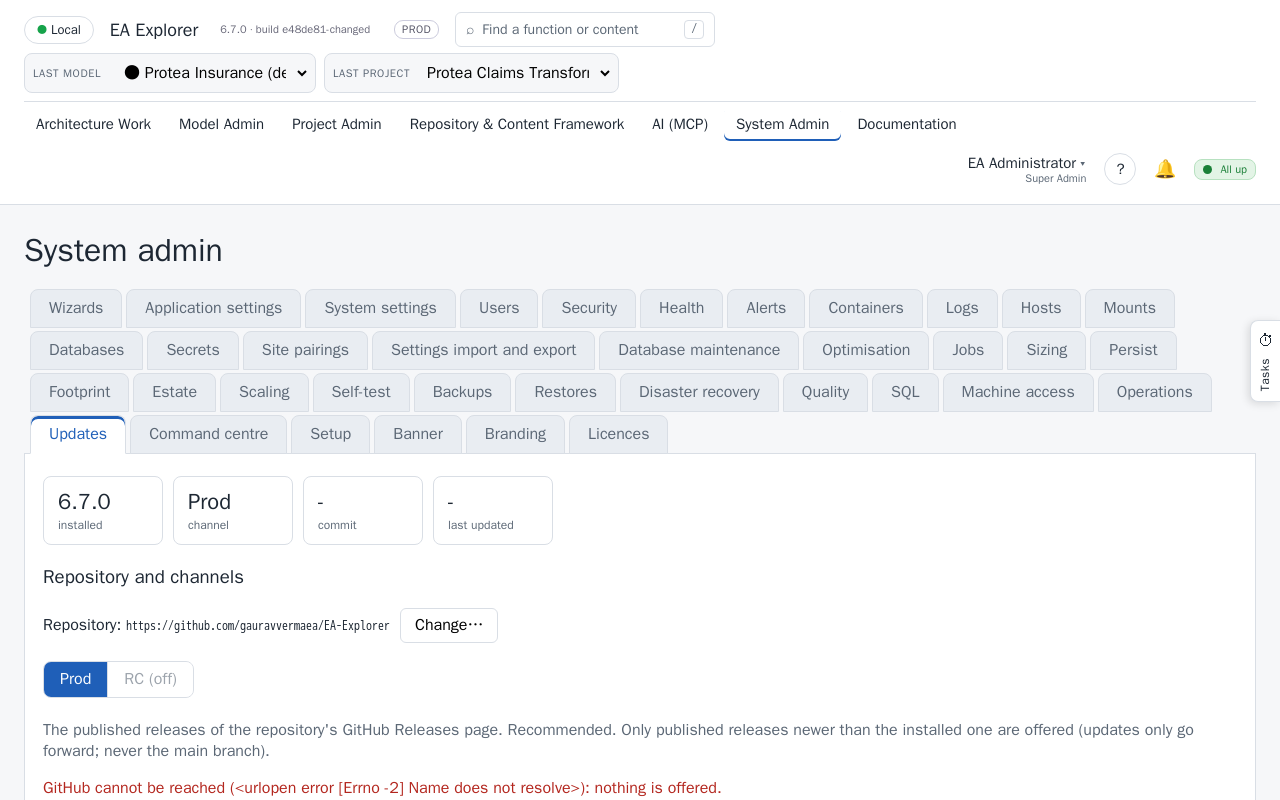 Local
EA Explorer
6.7.0 · build e48de81-changed
PROD
Find a function or content
/
LAST MODEL
Protea Insurance (de
LAST PROJECT
Protea Claims Transforı
Architecture Work
Model Admin
Project Admin
Repository & Content Framework
AI (MCP)
System Admin
Documentation
EA Administrator
Super Admin
?
All up
System admin
Wizards
Application settings
System settings
Users
Security
Health
Alerts
Containers
Logs
Hosts
Mounts
Databases
Secrets
Site pairings
Settings import and export
Database maintenance
Optimisation
Jobs
Sizing
Persist
Footprint
Estate
Scaling
Self-test
Backups
Restores
Disaster recovery
Quality
SQL
Machine access
Operations
Updates
Command centre
Setup
Banner
Branding
Licences
Tasks
6.7.0
installed
Prod
channel
-
commit
-
last updated
Repository and channels
Repository: https://github.com/gauravvermaea/EA-Explorer
Change···
Prod
RC (off)
The published releases of the repository's GitHub Releases page. Recommended. Only published releases newer than the installed one are offered (updates only go
forward; never the main branch).
GitHub cannot be reached (<urlopen error [Errno -2] Name does not resolve>): nothing is offered.